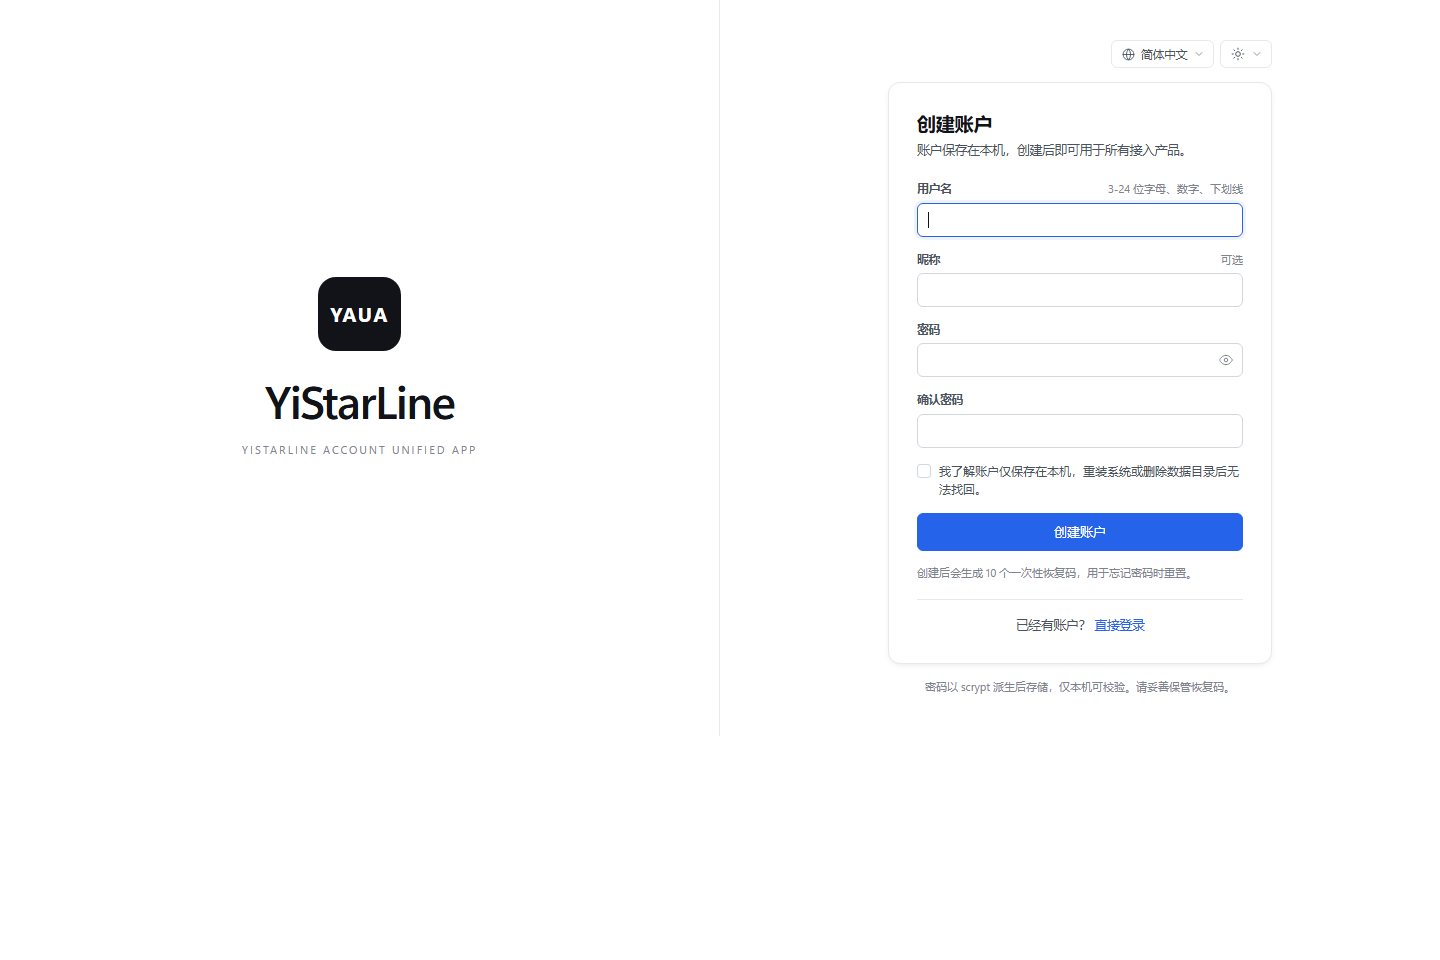 YAUA
YiStarLine
YISTARLINE ACCOUNT UNIFIED APP
简体中文
创建账户
账户保存在本机，创建后即可用于所有接入产品。
用户名 3-24 位字母、数字、下划线
昵称 可选
密码
确认密码
我了解账户仅保存在本机，重装系统或删除数据目录后无
法找回。
创建账户
创建后会生成 10 个一次性恢复码，用于忘记密码时重置。
已经有账户？ 直接登录
密码以 scrypt 派生后存储，仅本机可校验。请妥善保管恢复码。